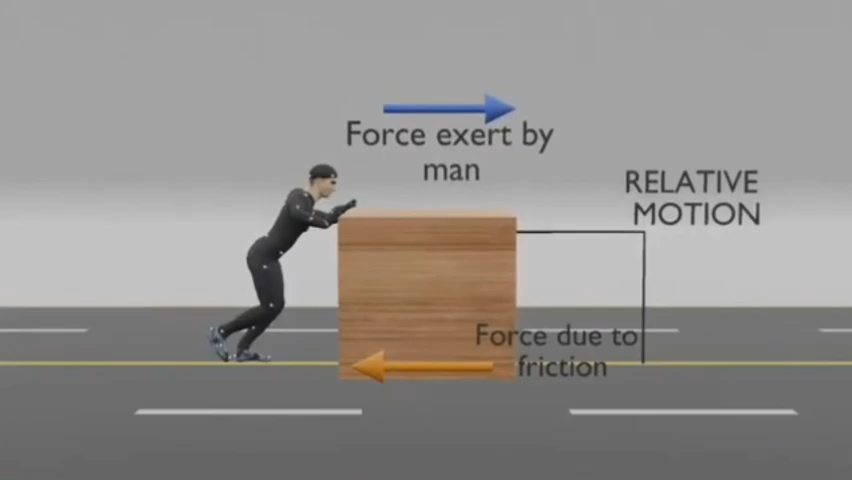 Force exert by
man
RELATIVE
MOTION
Force due to
friction